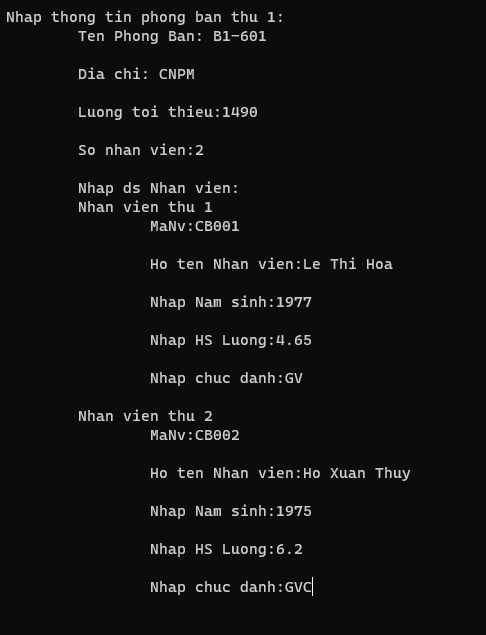 Nhap thong tin phong ban thu 1:
Ten Phong Ban: B1-601
Dia chi: CNPM
Luong toi thieu:1490
So nhan vien:2
Nhap ds Nhan vien:
Nhan vien thu 1
MaNv:CB001
Ho ten Nhan vien:Le Thi Hoa
Nhap Nam sinh:1977
Nhap HS Luong:4.65
Nhap chuc danh:GV
Nhan vien thu 2
MaNv:CB002
Ho ten Nhan vien:Ho Xuan Thuy
Nhap Nam sinh:1975
Nhap HS Luong:6.2
Nhap chuc danh:GVC